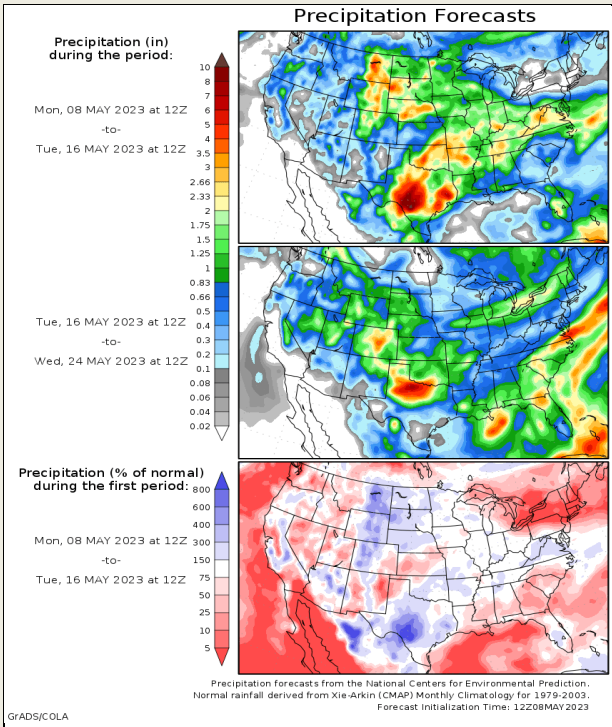 Precipitation Forecasts
Precipitation (in)
during the period:
Mon, 08 MAY 2023 at 12Z
-to-
Tue, 16 MAY 2023 at 12Z
Tue, 16 MAY 2023 at 12Z
-to-
Wed, 24 MAY 2023 at 12Z
10
8
7
6
5
4
3.5
3
2.66
2.33
2
1.75
1.5
1.25
1
0.83
0.66
0.5
0.4
0.3
0.2
0.1
0.08
0.06
0.04
0.02
Precipitation (% of normal)
during the first period:
Mon, 08 MAY 2023 at 12Z
-to-
Tue, 16 MAY 2023 at 12Z
800
600
400
300
150
75
50
25
10
5
Precipitation forecasts from the National Centers for Environmental Prediction.
Normal rainfall derived from Xie-Arkin (CMAP) Monthly Climatology for 1979-2003.
Forecast Initialization Time: 12Z08MAY2023
GrADS/COLA